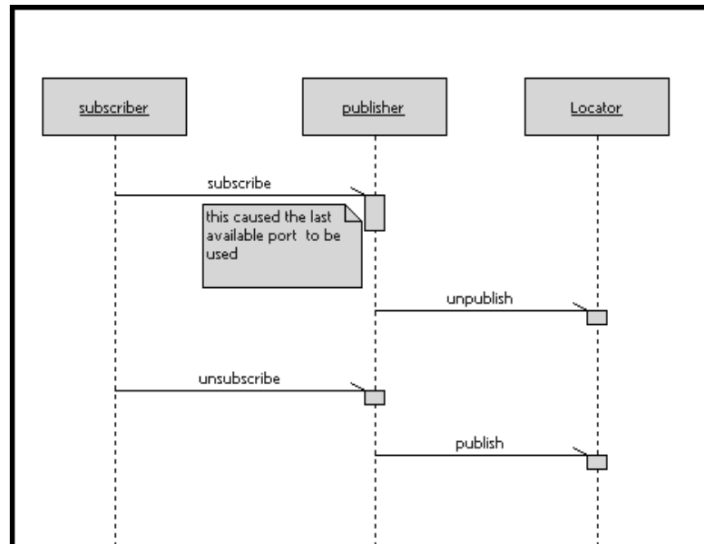 subscriber
publisher
Locator
subscribe
this caused the last
available port to be
used
unpublish
unsubscribe
publish